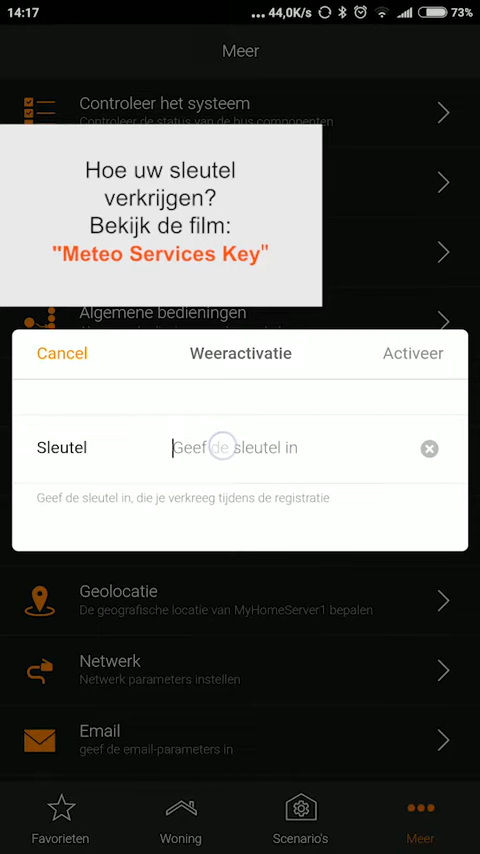 14:17
... 44,0K/s
73%
Meer
Controleer het systeem
Controleer de status van de bus componenten
Hoe uw sleutel
verkrijgen?
Bekijk de film:
"Meteo Services Key"
Algemene bedieningen
Cancel
Weeractivatie
Activeer
Sleutel
Geef de sleutel in
Geef de sleutel in, die je verkreeg tijdens de registratie
Geolocatie
De geografische locatie van MyHomeServer1 bepalen
Netwerk
Netwerk parameters instellen
Email
geef de email-parameters in
Favorieten
Woning
Scenario's
Meer